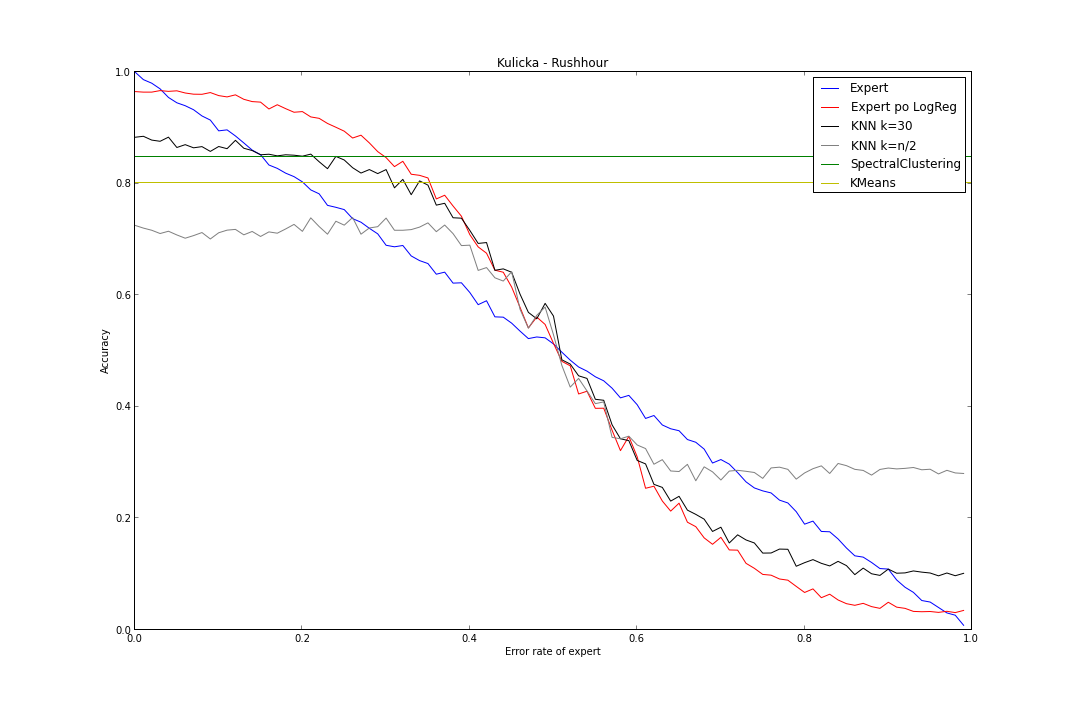 Kulicka - Rushhour
1.0
0.8
0.6
0.4
0.2
0.0
Accuracy
Expert
Expert po LogReg
KNN k=30
KNN k=n/2
SpectralClustering
KMeans
0.0 0.2 0.4 0.6 0.8 1.0
Error rate of expert